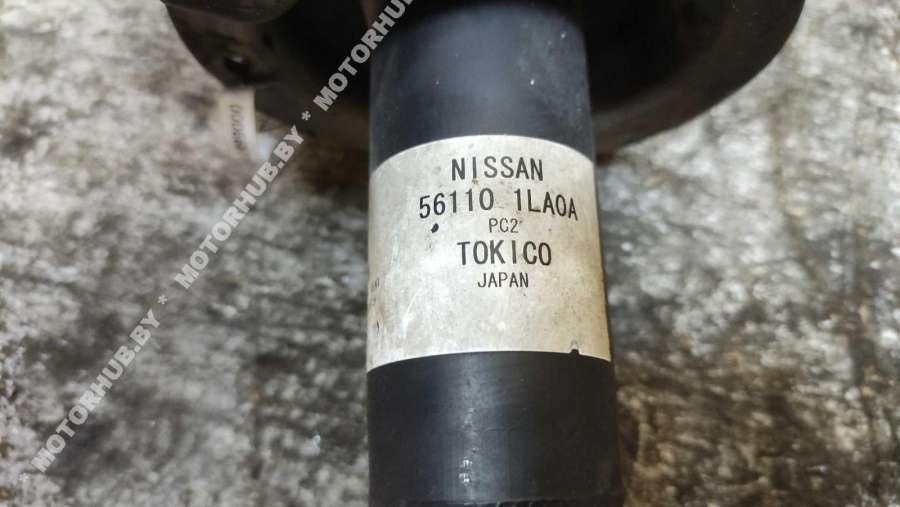 NISSAN
56110 1LA0A
PC2
TOKICO
JAPAN
MOTORHUB.BY * MOTORHUB.BY * MOTORHUB.BY